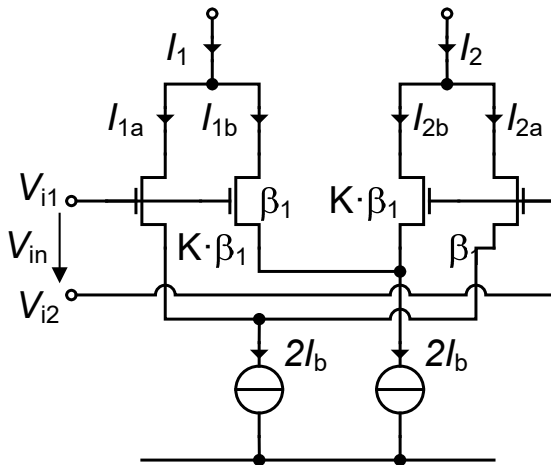 I1 I2
I1a I1b I2b I2a
Vi1 β1 K·β1
Vin K·β1 β1
Vi2
2Ib 2Ib